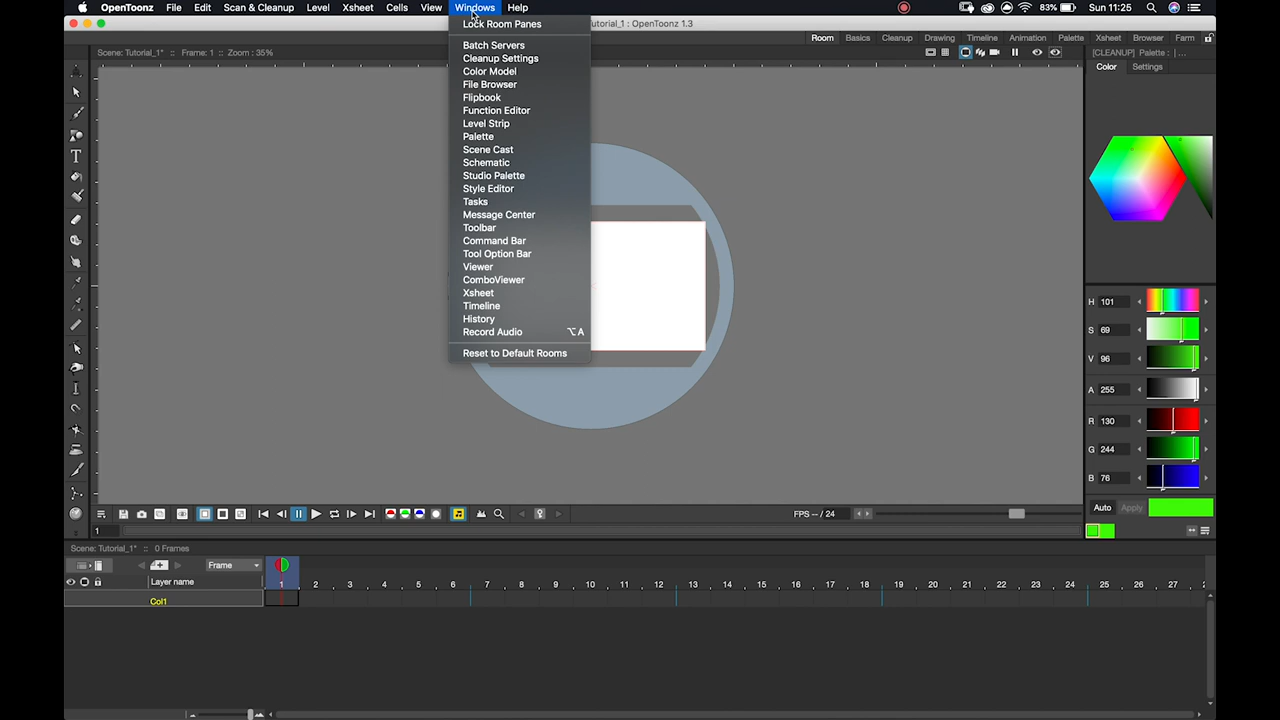 OpenToonz File Edit Scan & Cleanup Level Xsheet Cells View Windows Help 83% Sun 11:25
utorial_1 : OpenToonz 1.3
Room Basics Cleanup Drawing Timeline Animation Palette Xsheet Browser Farm
Scene: Tutorial_1* :: Frame: 1 :: Zoom : 35%
[CLEANUP] Palette : | ...
Color Settings
Lock Room Panes
Batch Servers
Cleanup Settings
Color Model
File Browser
Flipbook
Function Editor
Level Strip
Palette
Scene Cast
Schematic
Studio Palette
Style Editor
Tasks
Message Center
Toolbar
Command Bar
Tool Option Bar
Viewer
ComboViewer
Xsheet
Timeline
History
Record Audio ⌥A
Reset to Default Rooms
H 101
S 69
V 96
A 255
R 130
G 244
B 76
Auto Apply
FPS -- / 24
1
Scene: Tutorial_1* :: 0 Frames
Frame
Layer name
1 2 3 4 5 6 7 8 9 10 11 12 13 14 15 16 17 18 19 20 21 22 23 24 25 26 27
Col1